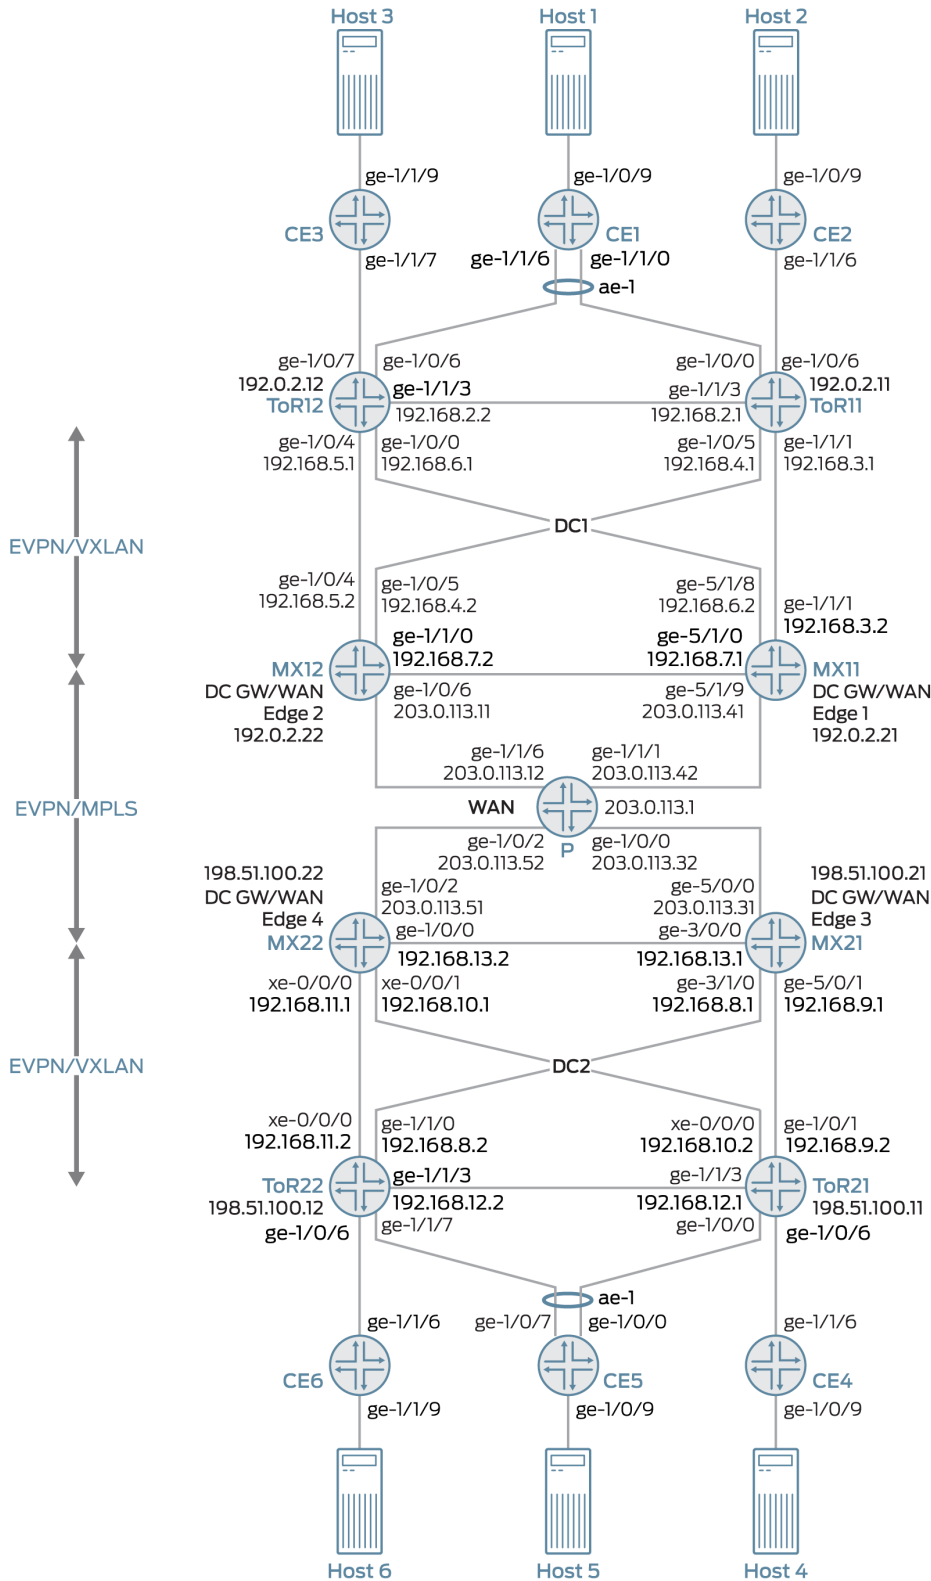 Host 3
Host 1
Host 2
ge-1/1/9
ge-1/0/9
ge-1/0/9
CE3
CE1
CE2
ge-1/1/7
ge-1/1/6
ge-1/1/0
ge-1/1/6
ae-1
ge-1/0/7
ge-1/0/6
ge-1/0/0
ge-1/0/6
192.0.2.12
192.0.2.11
ToR12
ge-1/1/3
ge-1/1/3
ToR11
192.168.2.2
192.168.2.1
ge-1/0/4
ge-1/0/0
ge-1/0/5
ge-1/1/1
192.168.5.1
192.168.6.1
192.168.4.1
192.168.3.1
DC1
EVPN/VXLAN
ge-1/0/4
ge-1/0/5
ge-5/1/8
192.168.5.2
192.168.4.2
192.168.6.2
ge-1/1/1
192.168.3.2
ge-1/1/0
ge-5/1/0
192.168.7.2
192.168.7.1
MX12
MX11
DC GW/WAN
Edge 2
192.0.2.22
ge-1/0/6
203.0.113.11
ge-5/1/9
203.0.113.41
DC GW/WAN
Edge 1
192.0.2.21
ge-1/1/6
203.0.113.12
ge-1/1/1
203.0.113.42
EVPN/MPLS
WAN
203.0.113.1
P
ge-1/0/2
203.0.113.52
ge-1/0/0
203.0.113.32
198.51.100.22
DC GW/WAN
Edge 4
MX22
ge-1/0/2
203.0.113.51
ge-1/0/0
192.168.13.2
ge-5/0/0
203.0.113.31
ge-3/0/0
192.168.13.1
198.51.100.21
DC GW/WAN
Edge 3
MX21
xe-0/0/0
192.168.11.1
xe-0/0/1
192.168.10.1
ge-3/1/0
192.168.8.1
ge-5/0/1
192.168.9.1
DC2
EVPN/VXLAN
xe-0/0/0
192.168.11.2
ge-1/1/0
192.168.8.2
xe-0/0/0
192.168.10.2
ge-1/0/1
192.168.9.2
ToR22
198.51.100.12
ge-1/1/3
192.168.12.2
ge-1/1/3
192.168.12.1
ToR21
198.51.100.11
ge-1/0/6
ge-1/1/7
ge-1/0/0
ge-1/0/6
ae-1
ge-1/1/6
ge-1/0/7
ge-1/0/0
ge-1/1/6
CE6
CE5
CE4
ge-1/1/9
ge-1/0/9
ge-1/0/9
Host 6
Host 5
Host 4